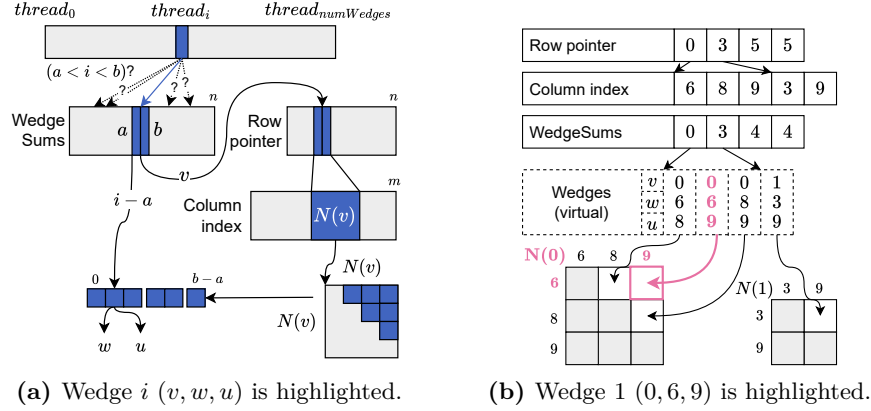 thread_0 thread_i thread_numWedges
(a < i < b)?
? ? ?
n n
Wedge Sums a b Row pointer
v
i − a m
Column index N(v)
N(v)
0 b − a
N(v)
w u
(a) Wedge i (v, w, u) is highlighted.
Row pointer 0 3 5 5
Column index 6 8 9 3 9
WedgeSums 0 3 4 4
Wedges (virtual)
v 0 0 0 1
w 6 6 8 3
u 8 9 9 9
N(0) 6 8 9
6
8
9
N(1) 3 9
3
9
(b) Wedge 1 (0, 6, 9) is highlighted.